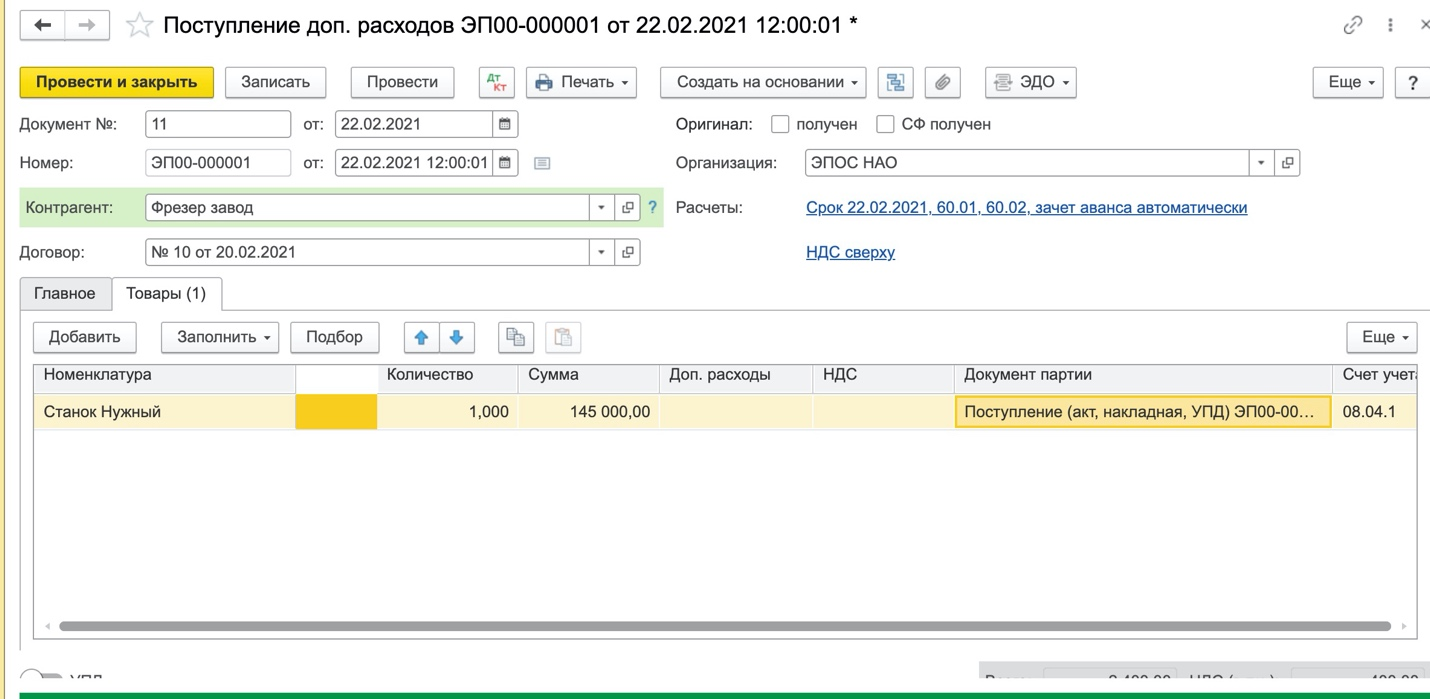 Поступление доп. расходов ЭП00-000001 от 22.02.2021 12:00:01 *
Провести и закрыть Записать Провести Дт Кт Печать Создать на основании ЭДО Еще ?
Документ №: 11 от: 22.02.2021 Оригинал: получен СФ получен
Номер: ЭП00-000001 от: 22.02.2021 12:00:01 Организация: ЭПОС НАО
Контрагент: Фрезер завод ? Расчеты: Срок 22.02.2021, 60.01, 60.02, зачет аванса автоматически
Договор: № 10 от 20.02.2021 НДС сверху
Главное Товары (1)
Добавить Заполнить Подбор Еще
Номенклатура Количество Сумма Доп. расходы НДС Документ партии Счет учет
Станок Нужный 1,000 145 000,00 Поступление (акт, накладная, УПД) ЭП00-00... 08.04.1